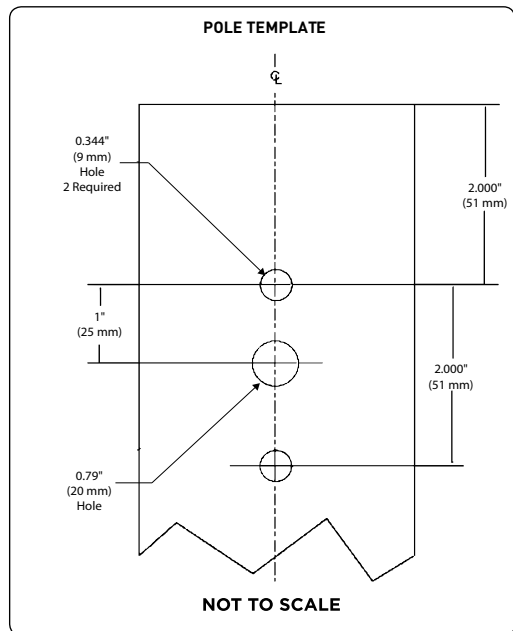 POLE TEMPLATE
℄
0.344"
(9 mm)
Hole
2 Required
2.000"
(51 mm)
1"
(25 mm)
2.000"
(51 mm)
0.79"
(20 mm)
Hole
NOT TO SCALE